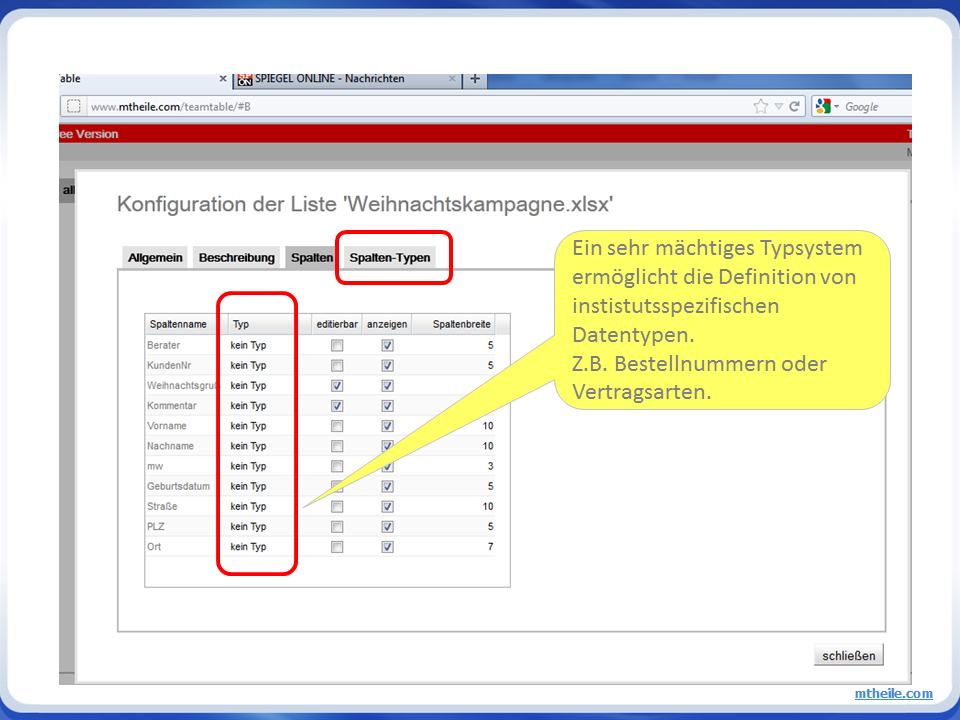 able
SPIEGEL ONLINE - Nachrichten
www.mtheile.com/teamtable/#B
Google
ee Version
Konfiguration der Liste 'Weihnachtskampagne.xlsx'
Allgemein Beschreibung Spalten Spalten-Typen
Ein sehr mächtiges Typsystem
ermöglicht die Definition von
instistutsspezifischen
Datentypen.
Z.B. Bestellnummern oder
Vertragsarten.
Spaltenname Typ editierbar anzeigen Spaltenbreite
Berater kein Typ 5
KundenNr kein Typ 5
Weihnachtsgru kein Typ
Kommentar kein Typ
Vorname kein Typ 10
Nachname kein Typ 10
mw kein Typ 3
Geburtsdatum kein Typ 5
Straße kein Typ 10
PLZ kein Typ 5
Ort kein Typ 7
schließen
mtheile.com